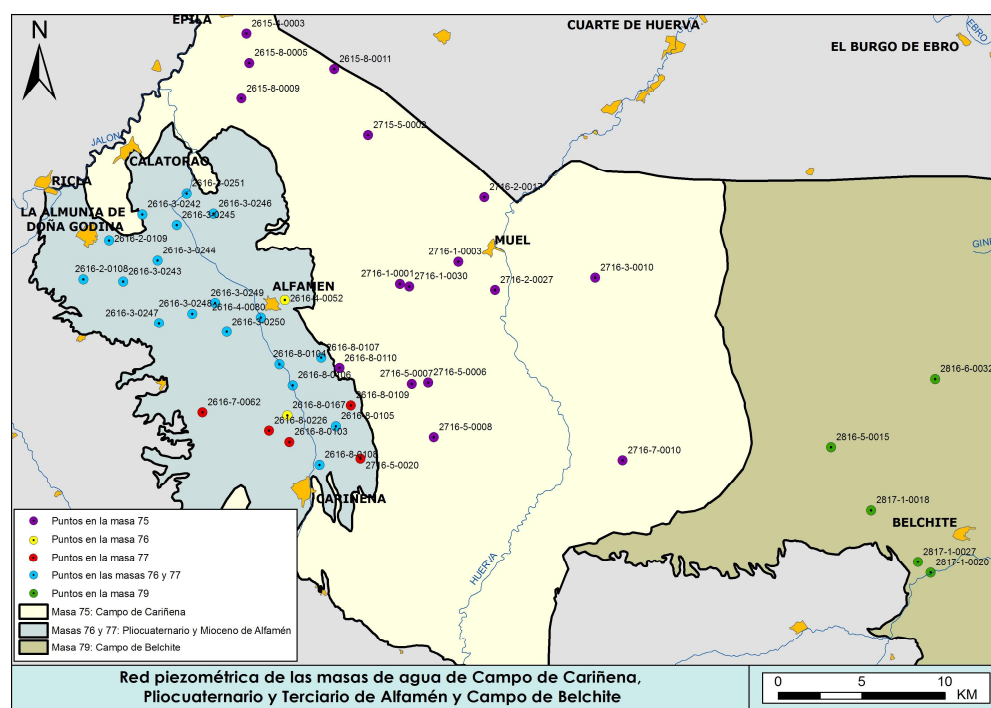 N
EPILA
2615-4-0003
CUARTE DE HUERVA
EBRO
EL BURGO DE EBRO
2615-8-0005
2615-8-0011
2615-8-0009
2715-5-0002
JALON
CALATORAO
RICLA
2616-3-0251
2716-2-0017
2616-3-0242
2616-3-0246
LA ALMUNIA DE
DOÑA GODINA
2616-3-0245
2616-2-0109
MUEL
2616-3-0244
2716-1-0003
2616-2-0108
2616-3-0243
2716-1-0001
2716-1-0030
2716-2-0027
2716-3-0010
ALFAMEN
2616-3-0249
2616-4-0052
2616-3-0248
2616-4-0080
2616-3-0247
2616-3-0250
2616-8-0107
2616-8-0104
2616-8-0110
2616-8-0106
2716-5-0007
2716-5-0006
2816-6-0032
2616-8-0109
2616-7-0062
2616-8-0167
2616-8-0105
2616-8-0226
2616-8-0103
2716-5-0008
2816-5-0015
2616-8-0108
2716-5-0020
2716-7-0010
CARIÑENA
2817-1-0018
BELCHITE
2817-1-0027
2817-1-0020
HUERVA
Puntos en la masa 75
Puntos en la masa 76
Puntos en la masa 77
Puntos en las masas 76 y 77
Puntos en la masa 79
Masa 75: Campo de Cariñena
Masas 76 y 77: Pliocuaternario y Mioceno de Alfamén
Masa 79: Campo de Belchite
Red piezométrica de las masas de agua de Campo de Cariñena,
Pliocuaternario y Terciario de Alfamén y Campo de Belchite
0 5 10
KM